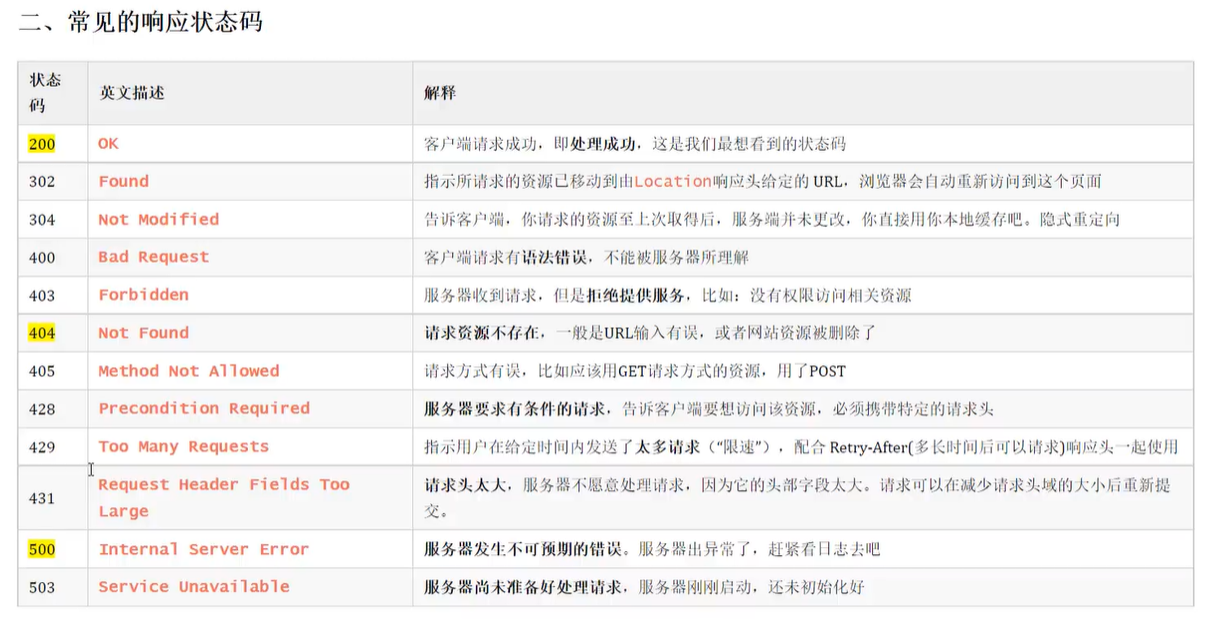 二、常见的响应状态码
状态
码 英文描述 解释
200 OK 客户端请求成功，即处理成功，这是我们最想看到的状态码
302 Found 指示所请求的资源已移动到由Location响应头给定的 URL，浏览器会自动重新访问到这个页面
304 Not Modified 告诉客户端，你请求的资源至上次取得后，服务端并未更改，你直接用你本地缓存吧。隐式重定向
400 Bad Request 客户端请求有语法错误，不能被服务器所理解
403 Forbidden 服务器收到请求，但是拒绝提供服务，比如：没有权限访问相关资源
404 Not Found 请求资源不存在，一般是URL输入有误，或者网站资源被删除了
405 Method Not Allowed 请求方式有误，比如应该用GET请求方式的资源，用了POST
428 Precondition Required 服务器要求有条件的请求，告诉客户端要想访问该资源，必须携带特定的请求头
429 Too Many Requests 指示用户在给定时间内发送了太多请求（“限速”），配合 Retry-After(多长时间后可以请求)响应头一起使用
431 Request Header Fields Too
Large 请求头太大，服务器不愿意处理请求，因为它的头部字段太大。请求可以在减少请求头域的大小后重新提
交。
500 Internal Server Error 服务器发生不可预期的错误。服务器出异常了，赶紧看日志去吧
503 Service Unavailable 服务器尚未准备好处理请求，服务器刚刚启动，还未初始化好